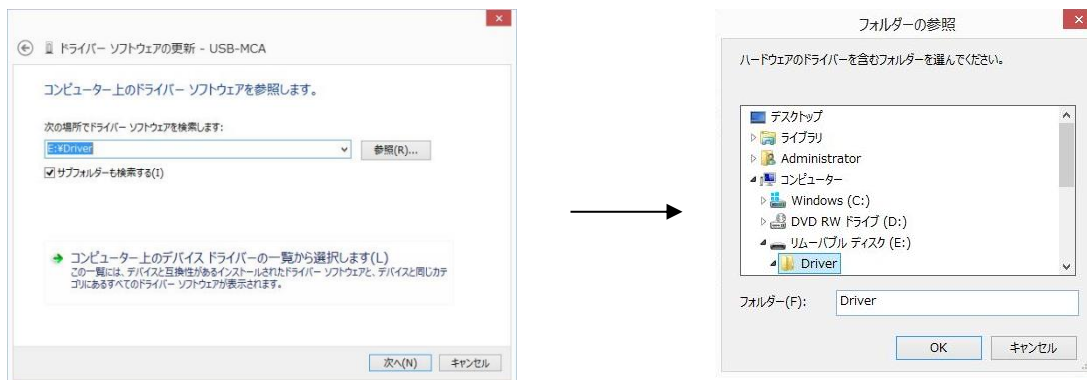 ドライバー ソフトウェアの更新 - USB-MCA
コンピューター上のドライバー ソフトウェアを参照します。
次の場所でドライバー ソフトウェアを検索します:
E:¥Driver
参照(R)...
サブフォルダーも検索する(I)
コンピューター上のデバイス ドライバーの一覧から選択します(L)
この一覧には、デバイスと互換性があるインストールされたドライバー ソフトウェアと、デバイスと同じカテ
ゴリにあるすべてのドライバー ソフトウェアが表示されます。
次へ(N)
キャンセル
フォルダーの参照
ハードウェアのドライバーを含むフォルダーを選んでください。
デスクトップ
ライブラリ
Administrator
コンピューター
Windows (C:)
DVD RW ドライブ (D:)
リムーバブル ディスク (E:)
Driver
フォルダー(F):
Driver
OK
キャンセル